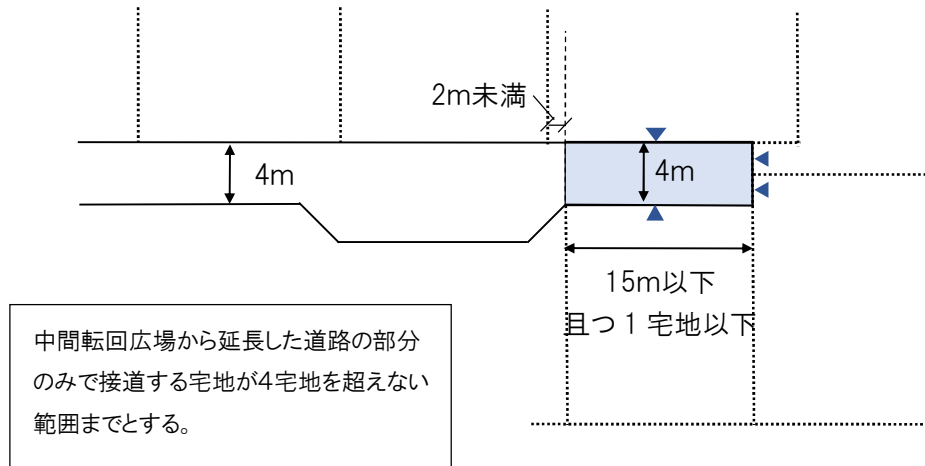 2m未満
4m
4m
15m以下
且つ1宅地以下
中間転回広場から延長した道路の部分
のみで接道する宅地が4宅地を超えない
範囲までとする。